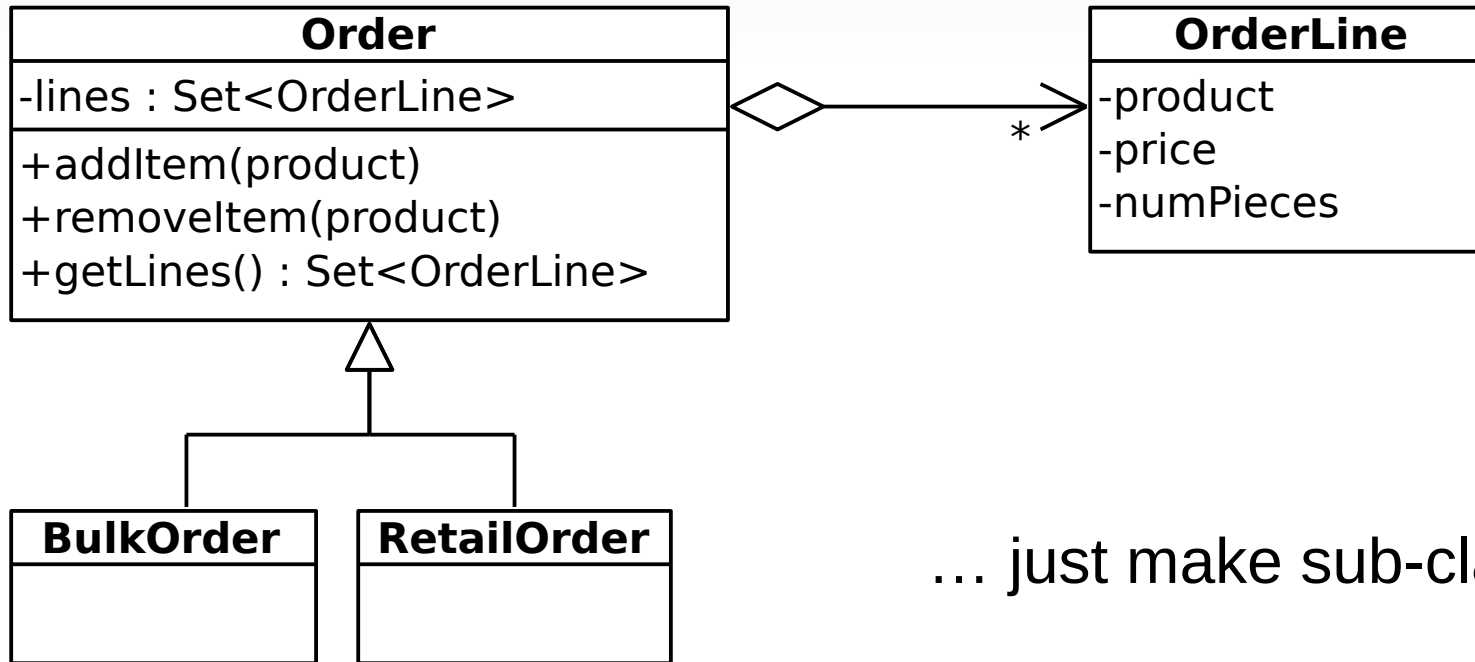 Order
-lines : Set<OrderLine>
+addItem(product)
+removeItem(product)
+getLines() : Set<OrderLine>
*
OrderLine
-product
-price
-numPieces
BulkOrder
RetailOrder
... just make sub-cla